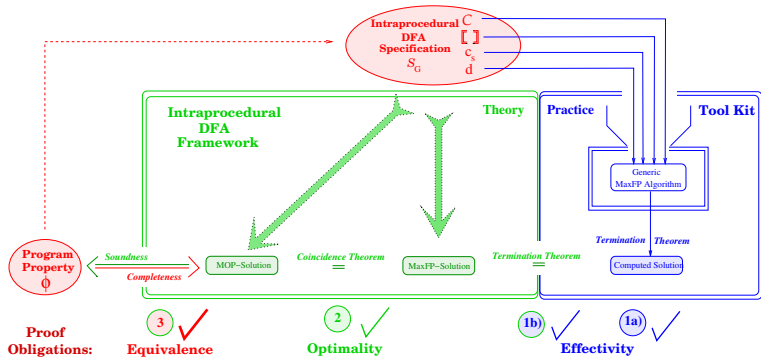 Intraprocedural C
DFA ⟦ ⟧
Specification c_s
S_G d
Intraprocedural
DFA
Framework
Theory
Practice
Tool Kit
Generic
MaxFP Algorithm
Termination Theorem
Program
Property
ϕ
Soundness
Completeness
MOP-Solution
Coincidence Theorem
=
MaxFP-Solution
Termination Theorem
=
Computed Solution
Proof
Obligations:
3
Equivalence
2
Optimality
1b)
1a)
Effectivity